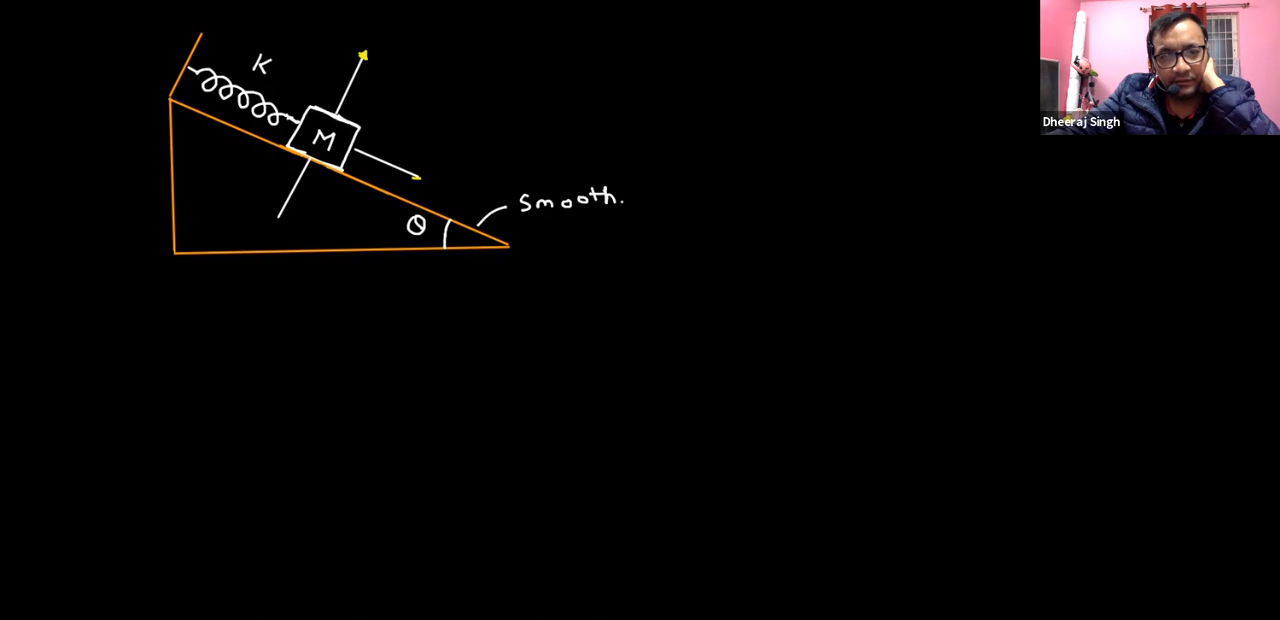 K
M
θ
Smooth.
Dheeraj Singh